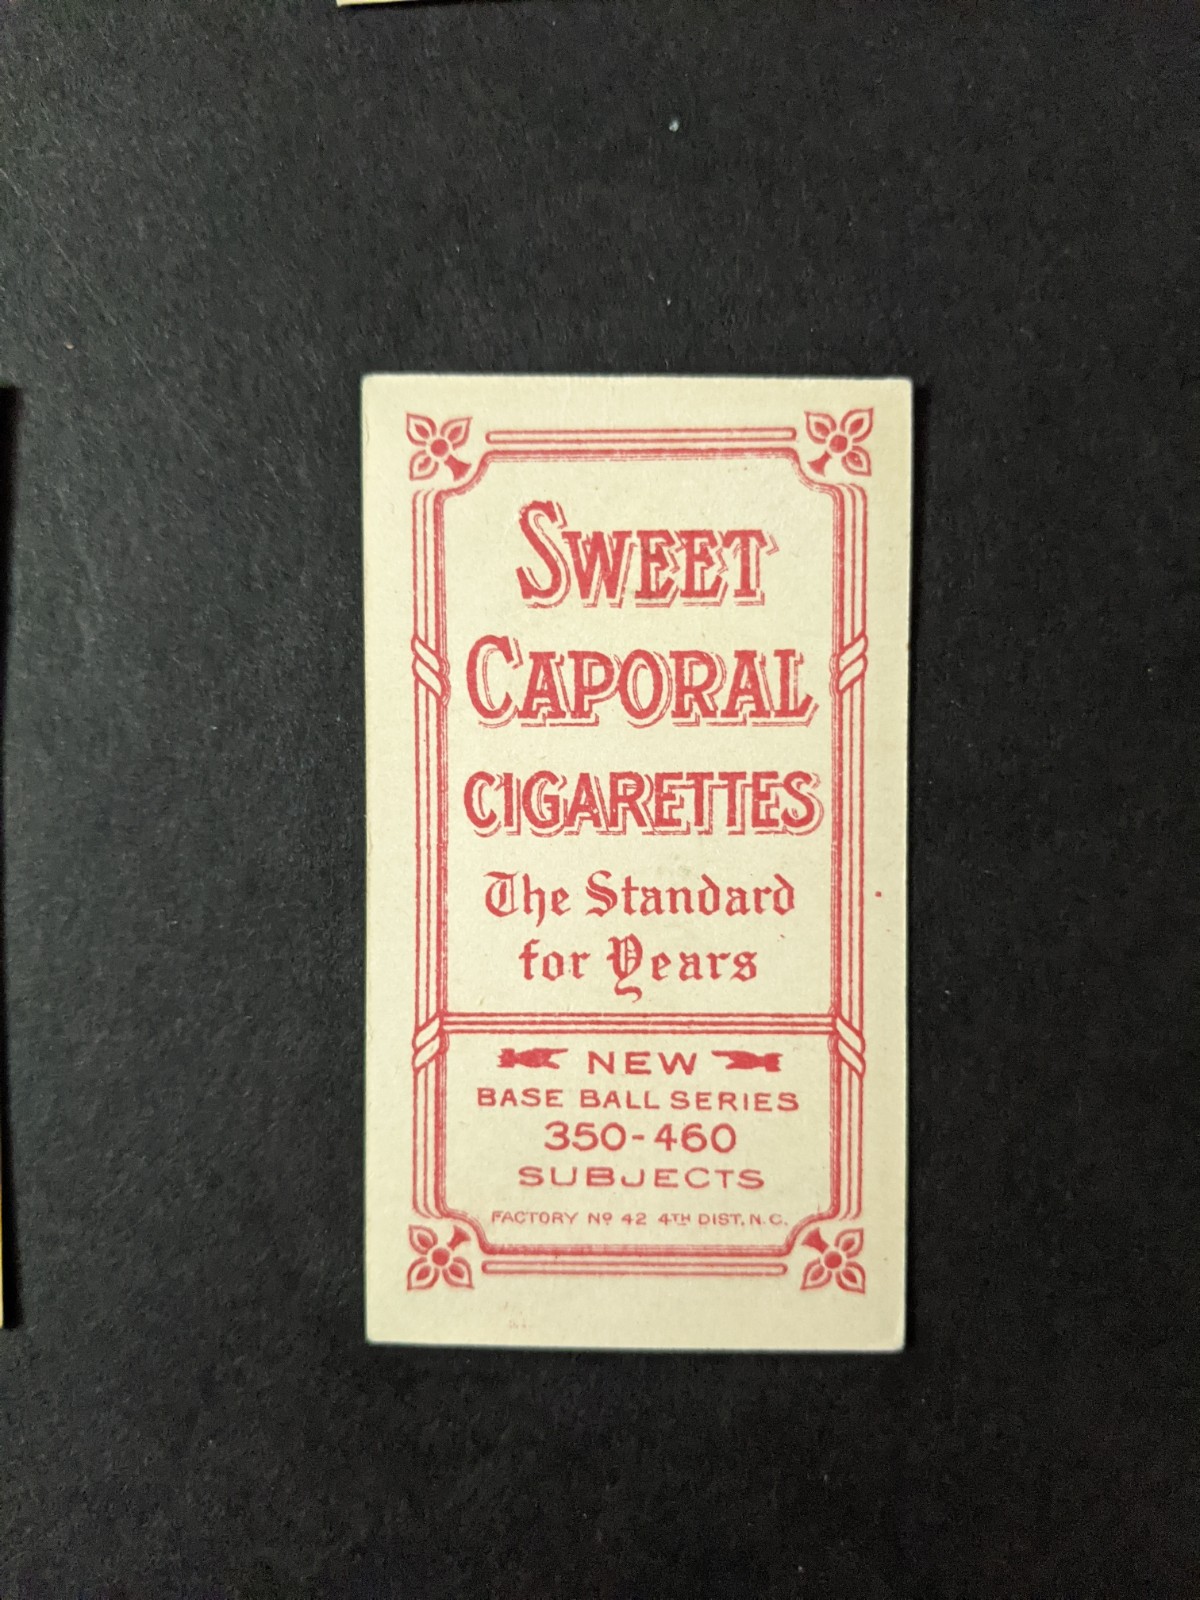 SWEET
CAPORAL
CIGARETTES
The Standard
for Years
NEW
BASE BALL SERIES
350-460
SUBJECTS
FACTORY Nº 42 4TH DIST, N.C.